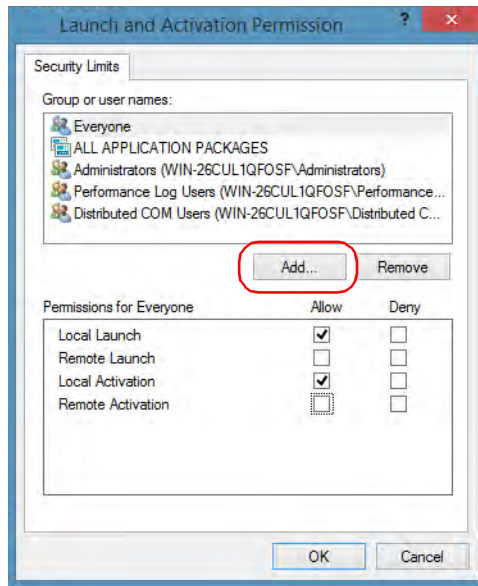 Launch and Activation Permission
?
×
Security Limits
Group or user names:
Everyone
ALL APPLICATION PACKAGES
Administrators (WIN-26CUL1QFOSF\Administrators)
Performance Log Users (WIN-26CUL1QFOSF\Performance...
Distributed COM Users (WIN-26CUL1QFOSF\Distributed C...
Add... Remove
Permissions for Everyone Allow Deny
Local Launch
Remote Launch
Local Activation
Remote Activation
OK Cancel